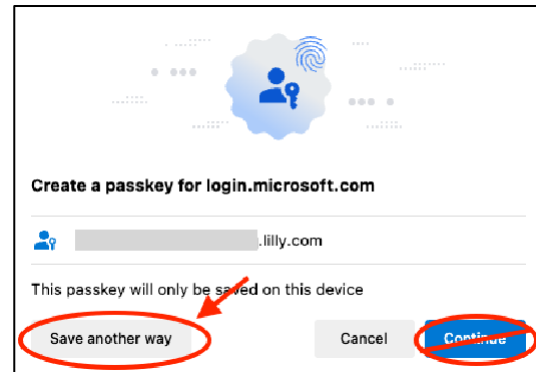 Create a passkey for login.microsoft.com
.lilly.com
This passkey will only be saved on this device
Save another way
Cancel
Continue